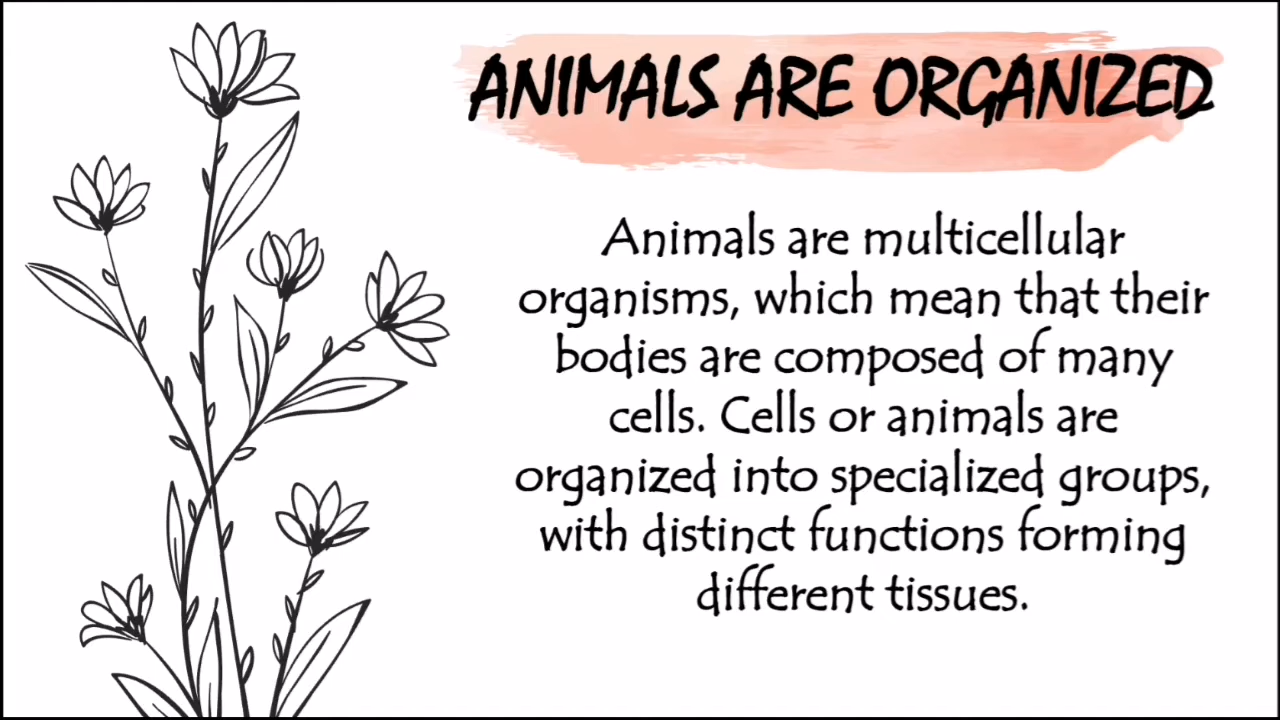 ANIMALS ARE ORGANIZED
Animals are multicellular
organisms, which mean that their
bodies are composed of many
cells. Cells or animals are
organized into specialized groups,
with distinct functions forming
different tissues.